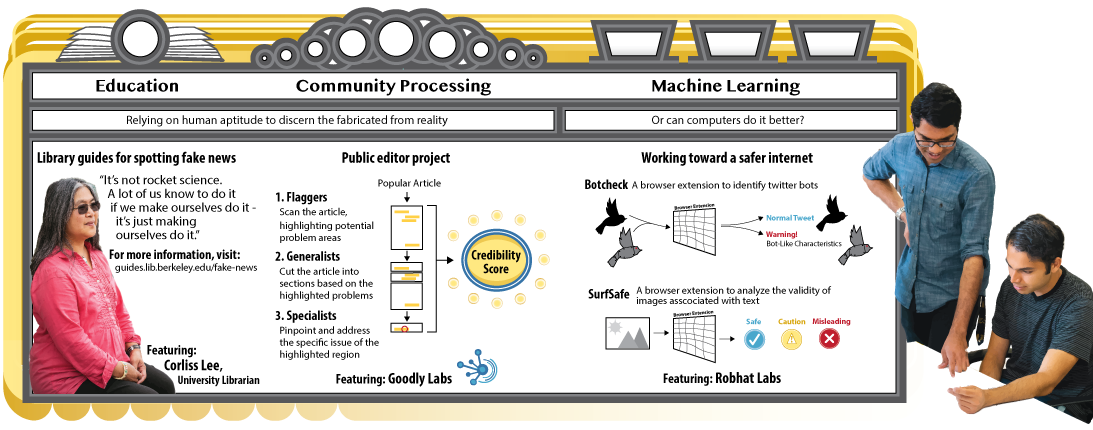 Education
Community Processing
Machine Learning
Relying on human aptitude to discern the fabricated from reality
Or can computers do it better?
Library guides for spotting fake news
“It’s not rocket science.
A lot of us know to do it
if we make ourselves do it -
it’s just making
ourselves do it.”
For more information, visit:
guides.lib.berkeley.edu/fake-news
Featuring:
Corliss Lee,
University Librarian
Public editor project
1. Flaggers
Scan the article,
highlighting potential
problem areas
2. Generalists
Cut the article into
sections based on the
highlighted problems
3. Specialists
Pinpoint and address
the specific issue of the
highlighted region
Popular Article
Credibility
Score
Featuring: Goodly Labs
Working toward a safer internet
Botcheck A browser extension to identify twitter bots
Browser Extension
Normal Tweet
Warning!
Bot-Like Characteristics
SurfSafe A browser extension to analyze the validity of
images asscociated with text
Browser Extension
Safe
Caution
Misleading
Featuring: Robhat Labs